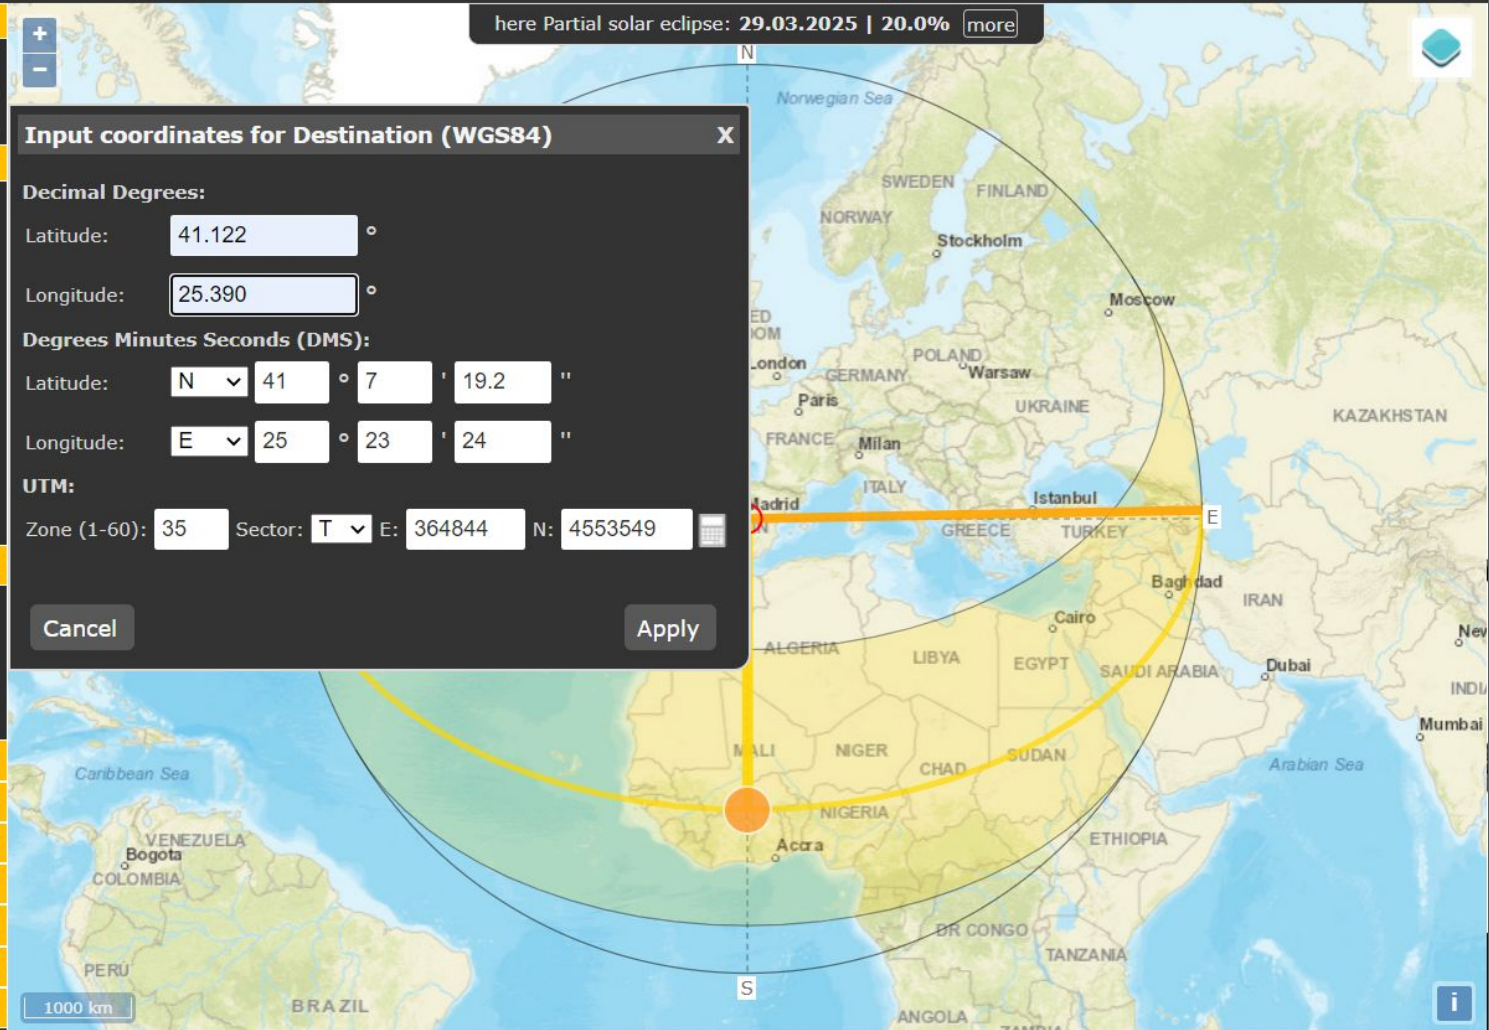 here Partial solar eclipse: 29.03.2025 | 20.0% more
+
−
N
Norwegian Sea
Input coordinates for Destination (WGS84) X
Decimal Degrees:
Latitude: 41.122 °
Longitude: 25.390 °
Degrees Minutes Seconds (DMS):
Latitude: N 41 ° 7 ' 19.2 "
Longitude: E 25 ° 23 ' 24 "
UTM:
Zone (1-60): 35 Sector: T E: 364844 N: 4553549
Cancel Apply
SWEDEN
FINLAND
NORWAY
Stockholm
Moscow
London
POLAND
GERMANY
Warsaw
Paris
UKRAINE
KAZAKHSTAN
FRANCE
Milan
ITALY
Istanbul
Madrid
E
GREECE
TURKEY
Baghdad
IRAN
Cairo
ALGERIA
LIBYA
EGYPT
SAUDI ARABIA
Dubai
Mumbai
MALI
NIGER
CHAD
SUDAN
Arabian Sea
Caribbean Sea
NIGERIA
VENEZUELA
Bogota
COLOMBIA
Accra
ETHIOPIA
DR CONGO
TANZANIA
PERÚ
S
1000 km
BRAZIL
ANGOLA
i